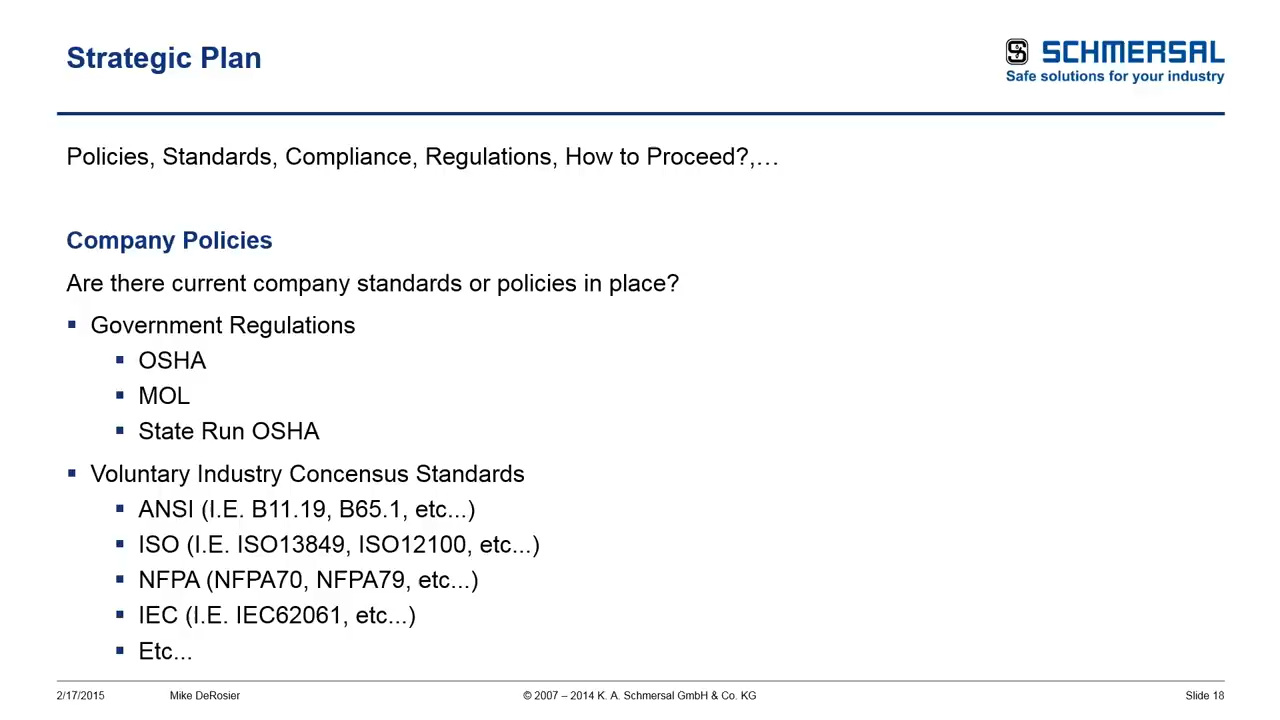 Strategic Plan
SCHMERSAL
Safe solutions for your industry
Policies, Standards, Compliance, Regulations, How to Proceed?,…
Company Policies
Are there current company standards or policies in place?
▪ Government Regulations
▪ OSHA
▪ MOL
▪ State Run OSHA
▪ Voluntary Industry Concensus Standards
▪ ANSI (I.E. B11.19, B65.1, etc...)
▪ ISO (I.E. ISO13849, ISO12100, etc...)
▪ NFPA (NFPA70, NFPA79, etc...)
▪ IEC (I.E. IEC62061, etc...)
▪ Etc...
2/17/2015 Mike DeRosier © 2007 – 2014 K. A. Schmersal GmbH & Co. KG Slide 18